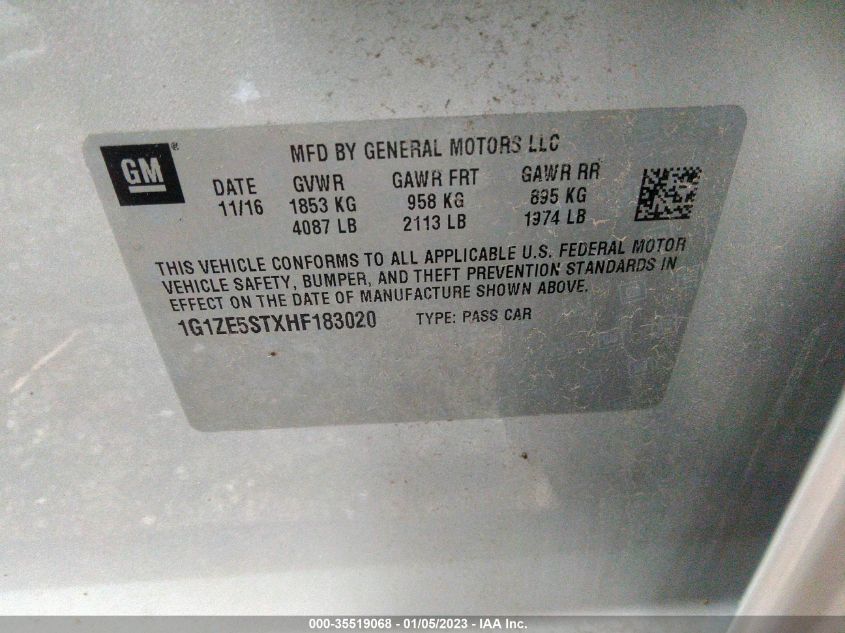 GM®
MFD BY GENERAL MOTORS LLC
DATE GVWR GAWR FRT GAWR RR
11/16 1853 KG 958 KG 895 KG
4087 LB 2113 LB 1974 LB
THIS VEHICLE CONFORMS TO ALL APPLICABLE U.S. FEDERAL MOTOR
VEHICLE SAFETY, BUMPER, AND THEFT PREVENTION STANDARDS IN
EFFECT ON THE DATE OF MANUFACTURE SHOWN ABOVE.
1G1ZE5STXHF183020 TYPE: PASS CAR
000-35519068 - 01/05/2023 - IAA Inc.